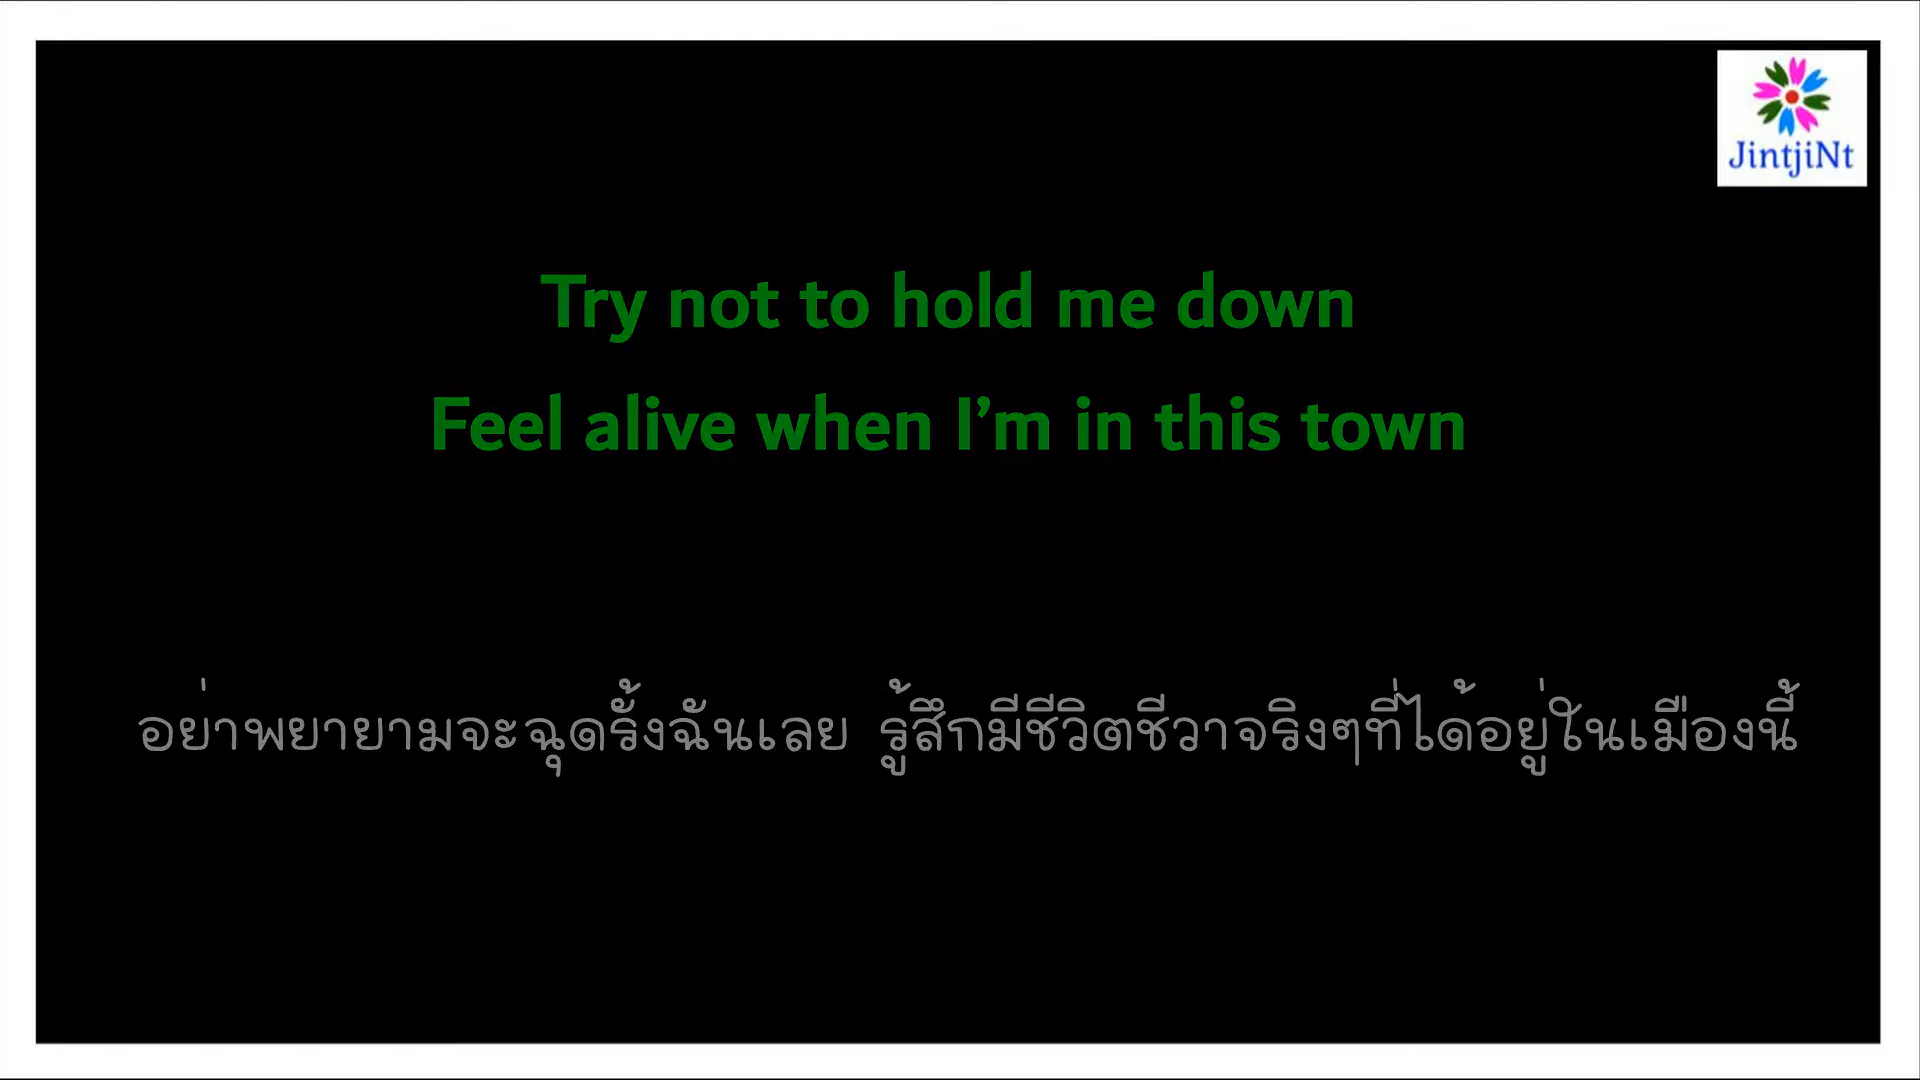 JintjiNt
Try not to hold me down
Feel alive when I’m in this town
อย่าพยายามจะฉุดรั้งฉันเลย รู้สึกมีชีวิตชีวาจริงๆที่ได้อยู่ในเมืองนี้